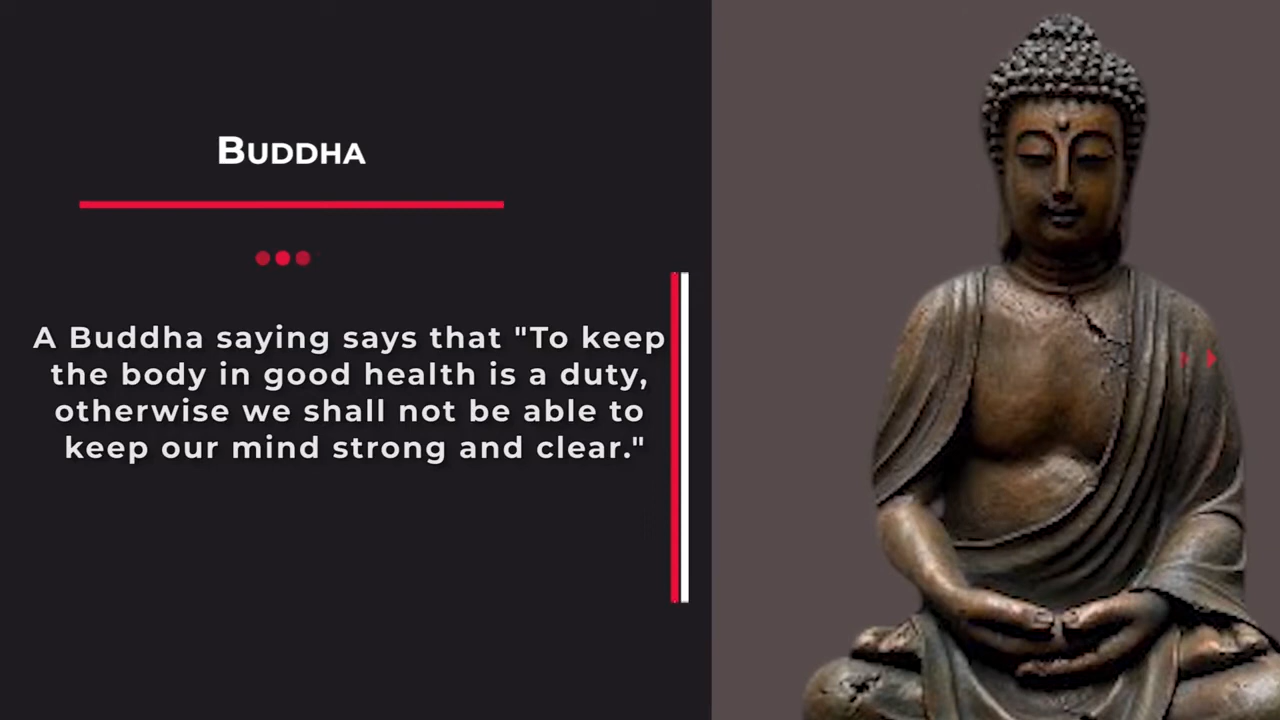 Buddha
A Buddha saying says that "To keep
the body in good health is a duty,
otherwise we shall not be able to
keep our mind strong and clear."